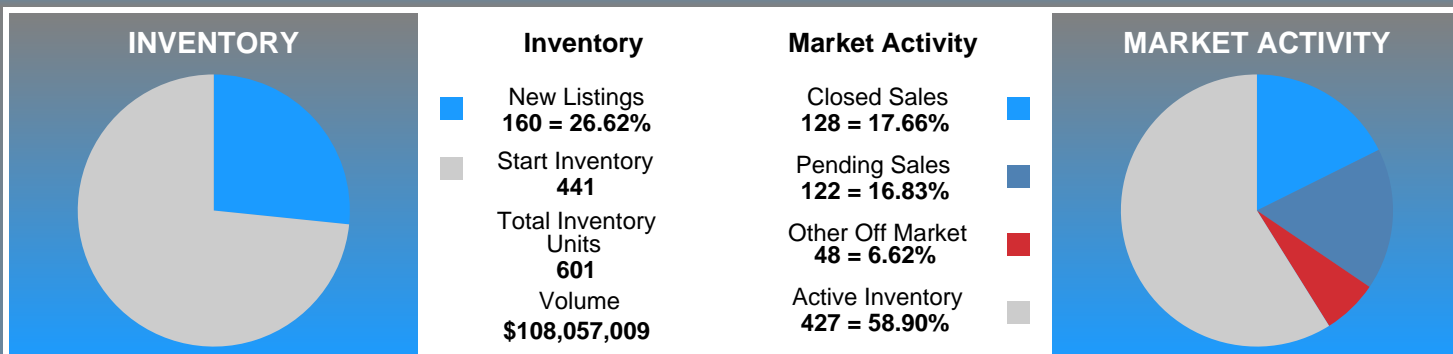 INVENTORY
Inventory
New Listings
160 = 26.62%
Start Inventory
441
Total Inventory
Units
601
Volume
$108,057,009
Market Activity
Closed Sales
128 = 17.66%
Pending Sales
122 = 16.83%
Other Off Market
48 = 6.62%
Active Inventory
427 = 58.90%
MARKET ACTIVITY